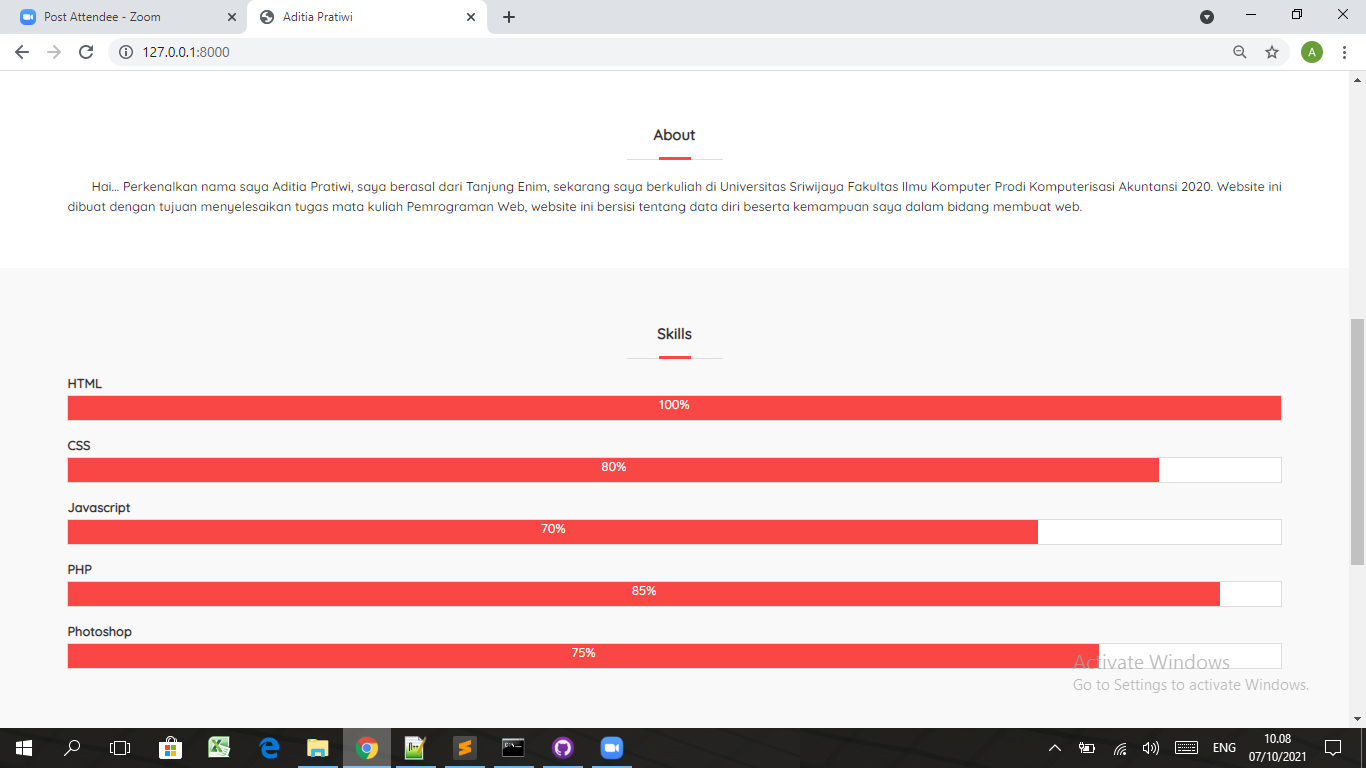 Post Attendee - Zoom
Aditia Pratiwi
127.0.0.1:8000
A
About
Hai... Perkenalkan nama saya Aditia Pratiwi, saya berasal dari Tanjung Enim, sekarang saya berkuliah di Universitas Sriwijaya Fakultas Ilmu Komputer Prodi Komputerisasi Akuntansi 2020. Website ini
dibuat dengan tujuan menyelesaikan tugas mata kuliah Pemrograman Web, website ini bersisi tentang data diri beserta kemampuan saya dalam bidang membuat web.
Skills
HTML
100%
CSS
80%
Javascript
70%
PHP
85%
Photoshop
75%
Activate Windows
Go to Settings to activate Windows.
ENG
10.08
07/10/2021